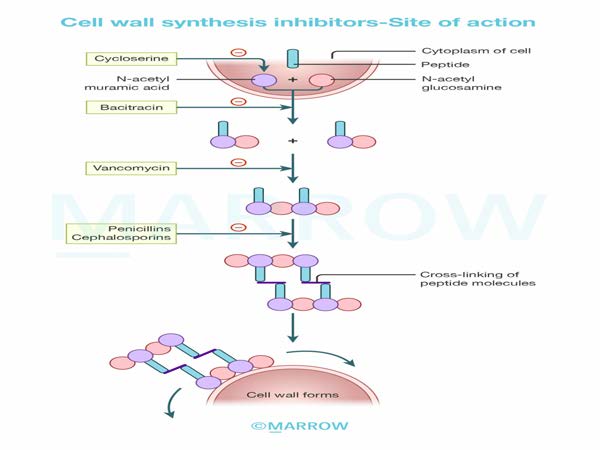 Cell wall synthesis inhibitors-Site of action
Cycloserine
Cytoplasm of cell
Peptide
N-acetyl
muramic acid
+
N-acetyl
glucosamine
Bacitracin
+
Vancomycin
MARROW
Penicillins
Cephalosporins
Cross-linking of
peptide molecules
Cell wall forms
©MARROW